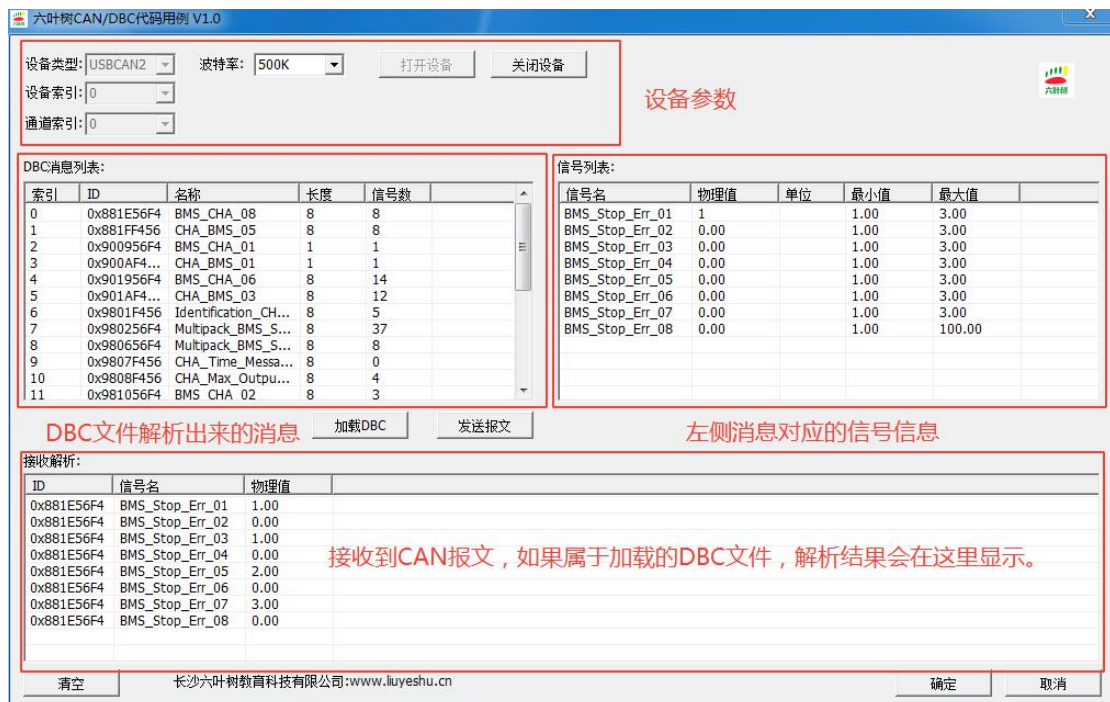 六叶树CAN/DBC代码用例 V1.0
设备类型: USBCAN2 波特率: 500K 打开设备 关闭设备
设备索引: 0
通道索引: 0
设备参数
六叶树
DBC消息列表:
索引 ID 名称 长度 信号数
0 0x881E56F4 BMS_CHA_08 8 8
1 0x881FF456 CHA_BMS_05 8 8
2 0x900956F4 BMS_CHA_01 1 1
3 0x900AF4... CHA_BMS_01 1 1
4 0x901956F4 BMS_CHA_06 8 14
5 0x901AF4... CHA_BMS_03 8 12
6 0x9801F456 Identification_CH... 8 5
7 0x980256F4 Multipack_BMS_S... 8 37
8 0x980656F4 Multipack_BMS_S... 8 8
9 0x9807F456 CHA_Time_Messa... 8 0
10 0x9808F456 CHA_Max_Outpu... 8 4
11 0x981056F4 BMS_CHA_02 8 3
信号列表:
信号名 物理值 单位 最小值 最大值
BMS_Stop_Err_01 1 1.00 3.00
BMS_Stop_Err_02 0.00 1.00 3.00
BMS_Stop_Err_03 0.00 1.00 3.00
BMS_Stop_Err_04 0.00 1.00 3.00
BMS_Stop_Err_05 0.00 1.00 3.00
BMS_Stop_Err_06 0.00 1.00 3.00
BMS_Stop_Err_07 0.00 1.00 3.00
BMS_Stop_Err_08 0.00 1.00 100.00
DBC文件解析出来的消息 加载DBC 发送报文 左侧消息对应的信号信息
接收解析:
ID 信号名 物理值
0x881E56F4 BMS_Stop_Err_01 1.00
0x881E56F4 BMS_Stop_Err_02 0.00
0x881E56F4 BMS_Stop_Err_03 1.00
0x881E56F4 BMS_Stop_Err_04 0.00
0x881E56F4 BMS_Stop_Err_05 2.00
0x881E56F4 BMS_Stop_Err_06 0.00
0x881E56F4 BMS_Stop_Err_07 3.00
0x881E56F4 BMS_Stop_Err_08 0.00
接收到CAN报文，如果属于加载的DBC文件，解析结果会在这里显示。
清空 长沙六叶树教育科技有限公司:www.liuyeshu.cn 确定 取消